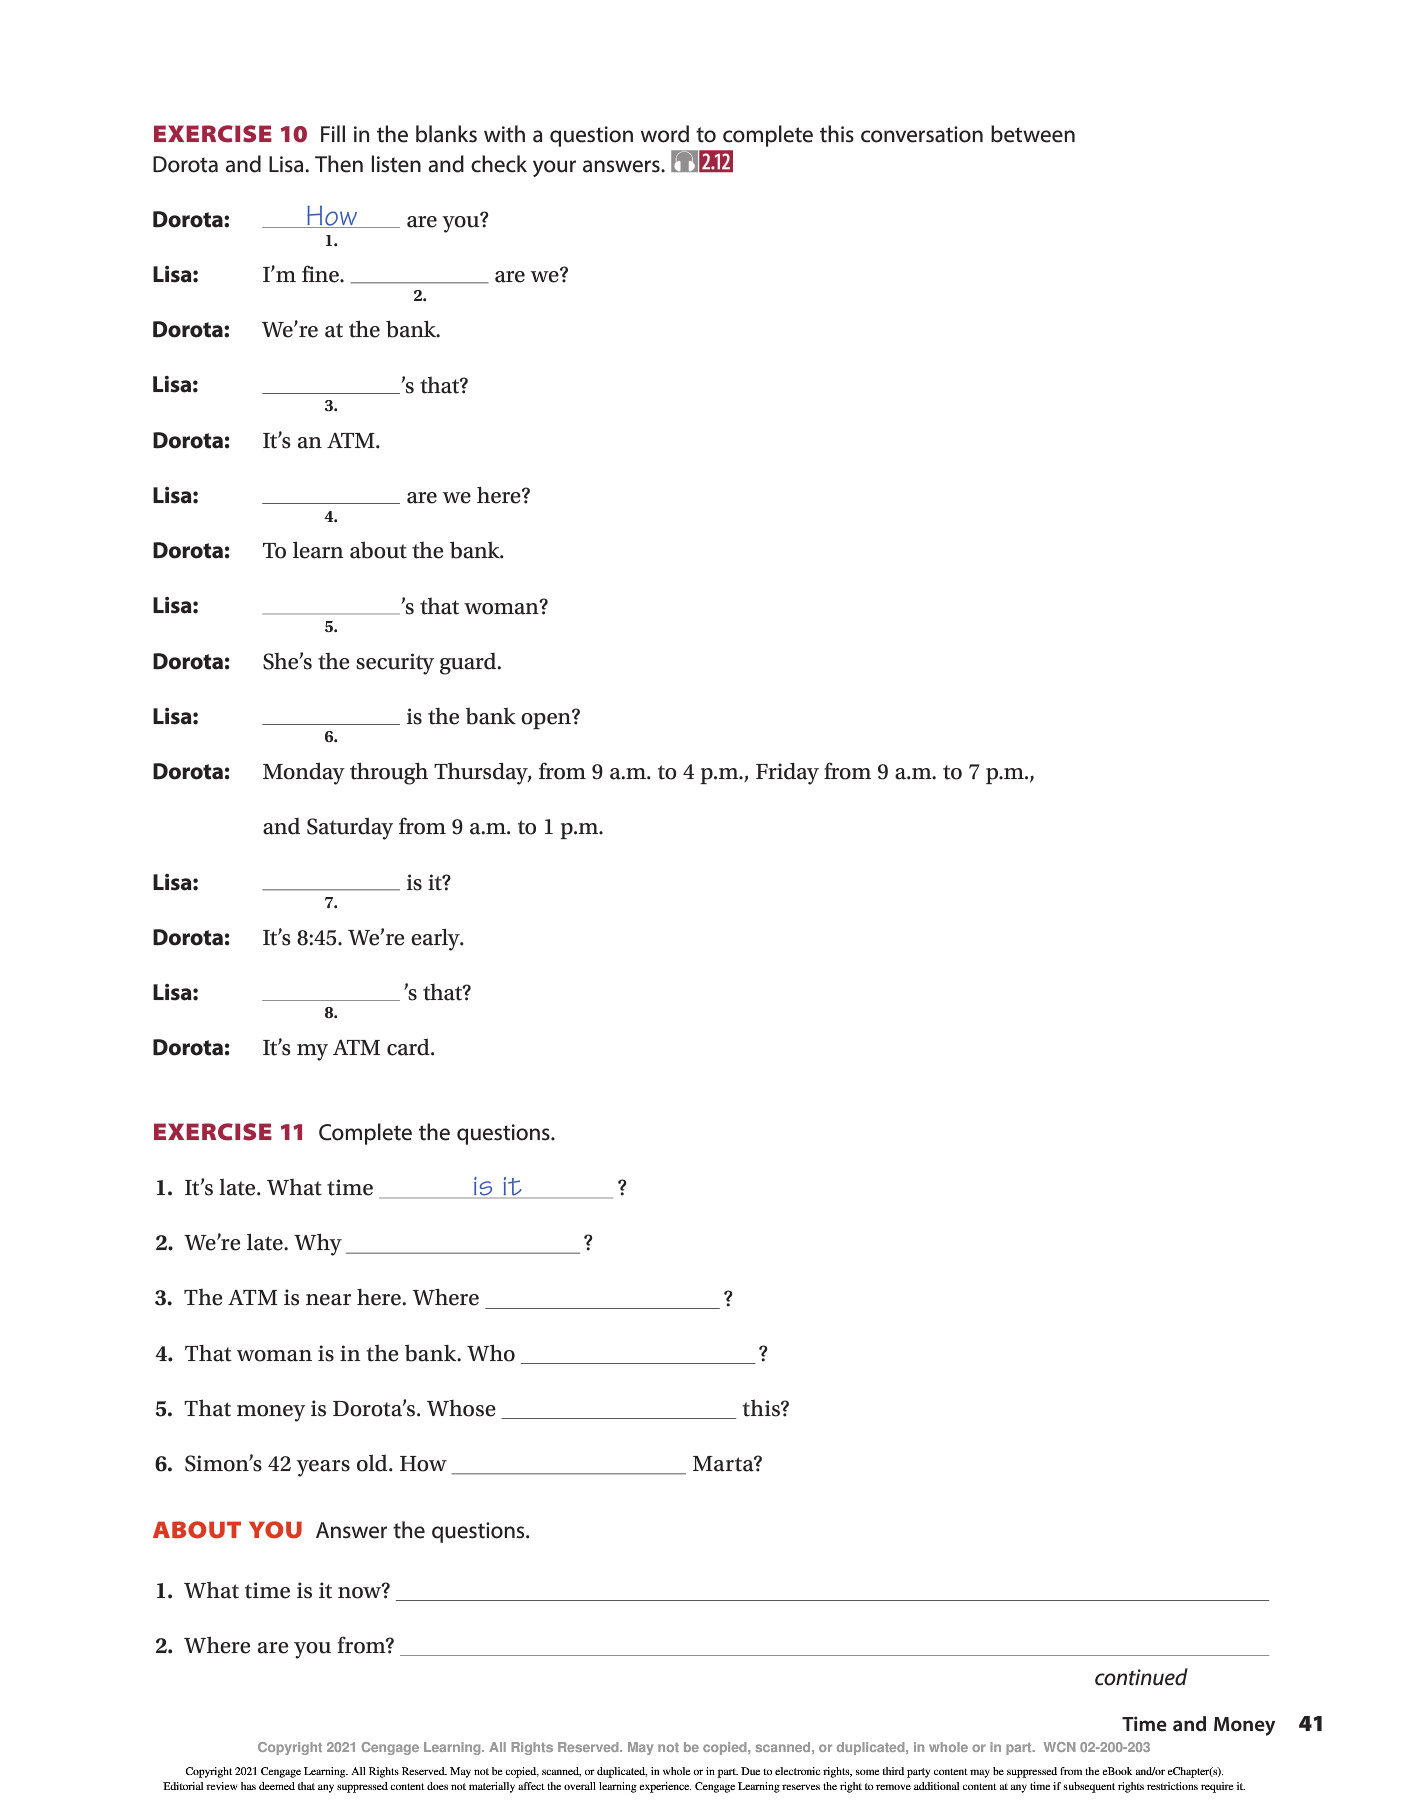 EXERCISE 10 Fill in the blanks with a question word to complete this conversation between
Dorota and Lisa. Then listen and check your answers. 2.12
Dorota: How are you?
1.
Lisa: I’m fine. ____________ are we?
2.
Dorota: We’re at the bank.
Lisa: ____________’s that?
3.
Dorota: It’s an ATM.
Lisa: ____________ are we here?
4.
Dorota: To learn about the bank.
Lisa: ____________’s that woman?
5.
Dorota: She’s the security guard.
Lisa: ____________ is the bank open?
6.
Dorota: Monday through Thursday, from 9 a.m. to 4 p.m., Friday from 9 a.m. to 7 p.m.,
and Saturday from 9 a.m. to 1 p.m.
Lisa: ____________ is it?
7.
Dorota: It’s 8:45. We’re early.
Lisa: ____________ ’s that?
8.
Dorota: It’s my ATM card.
EXERCISE 11 Complete the questions.
1. It’s late. What time is it ?
2. We’re late. Why ____________________?
3. The ATM is near here. Where ____________________?
4. That woman is in the bank. Who ____________________?
5. That money is Dorota’s. Whose ____________________ this?
6. Simon’s 42 years old. How ____________________ Marta?
ABOUT YOU Answer the questions.
1. What time is it now? ____________________
2. Where are you from? ____________________
continued
Time and Money 41
Copyright 2021 Cengage Learning. All Rights Reserved. May not be copied, scanned, or duplicated, in whole or in part. WCN 02-200-203
Copyright 2021 Cengage Learning. All Rights Reserved. May not be copied, scanned, or duplicated, in whole or in part. Due to electronic rights, some third party content may be suppressed from the eBook and/or eChapter(s).
Editorial review has deemed that any suppressed content does not materially affect the overall learning experience. Cengage Learning reserves the right to remove additional content at any time if subsequent rights restrictions require it.